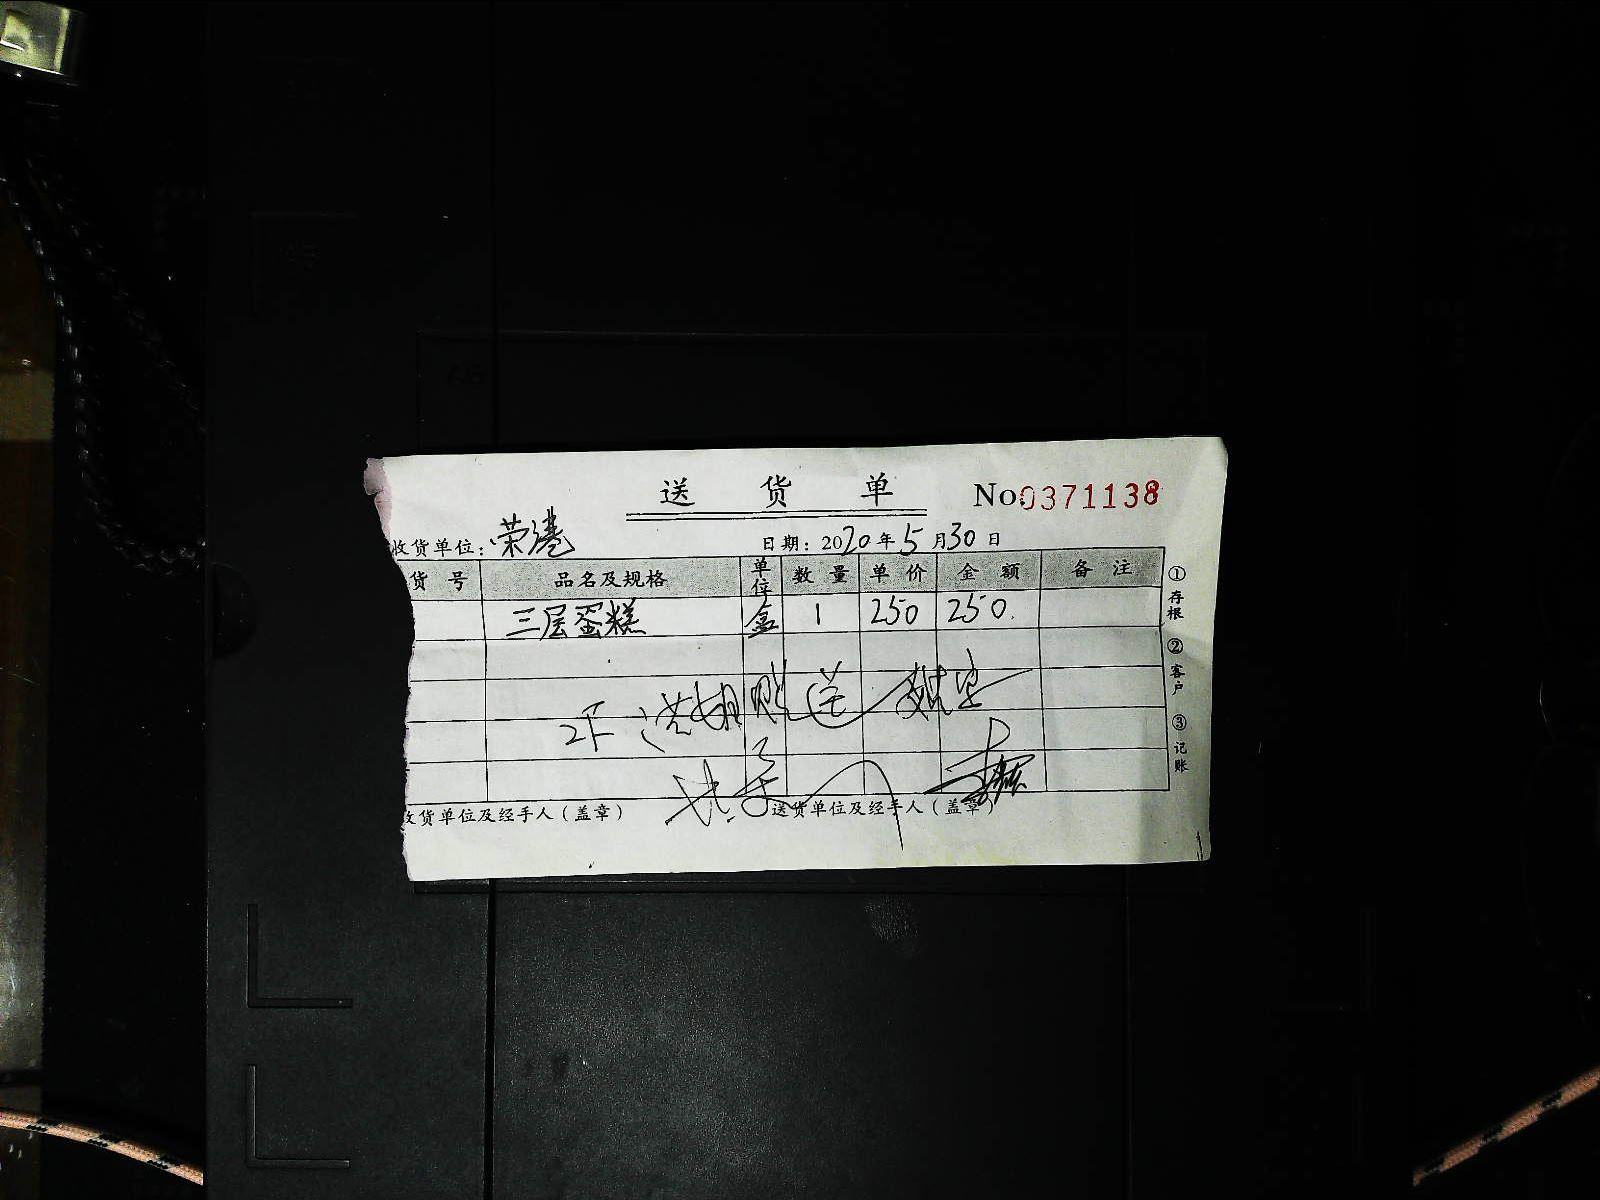 送 货 单
No.0371138
收货单位：荣港
日期：2020年5月30日
货 号 品名及规格 单位 数 量 单 价 金 额 备 注
三层蛋糕 盒 1 250 250
收货单位及经手人（盖章） 送货单位及经手人（盖章）
①存根 ②客户 ③记账